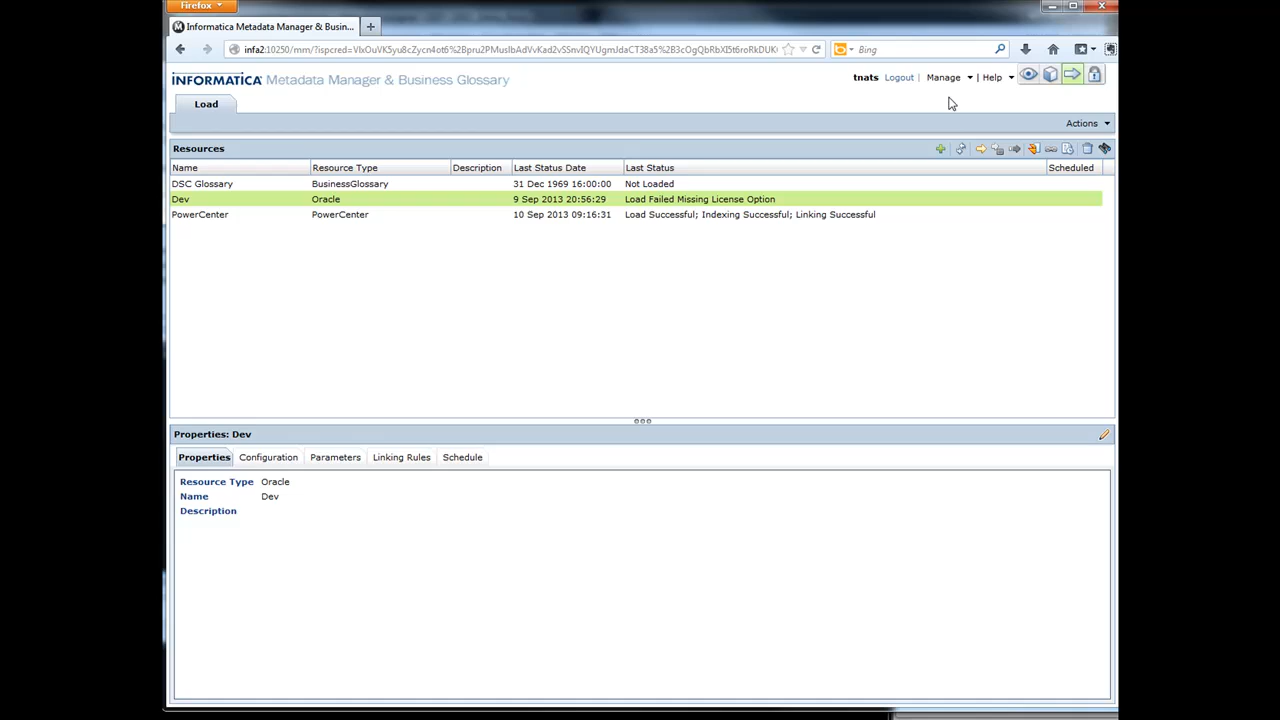 Firefox
Informatica Metadata Manager & Busin...
Bing
INFORMATICA Metadata Manager & Business Glossary
tnats Logout | Manage | Help
Load
Actions
Resources
Name Resource Type Description Last Status Date Last Status Scheduled
DSC Glossary BusinessGlossary 31 Dec 1969 16:00:00 Not Loaded
Dev Oracle 9 Sep 2013 20:56:29 Load Failed Missing License Option
PowerCenter PowerCenter 10 Sep 2013 09:16:31 Load Successful; Indexing Successful; Linking Successful
Properties: Dev
Properties Configuration Parameters Linking Rules Schedule
Resource Type Oracle
Name Dev
Description